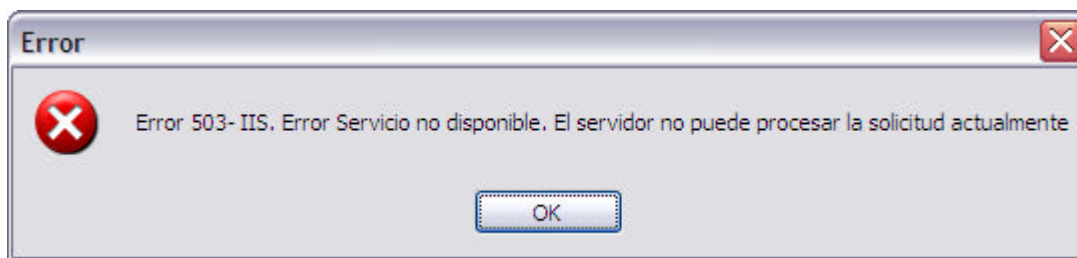 Error
Error 503- IIS. Error Servicio no disponible. El servidor no puede procesar la solicitud actualmente
OK